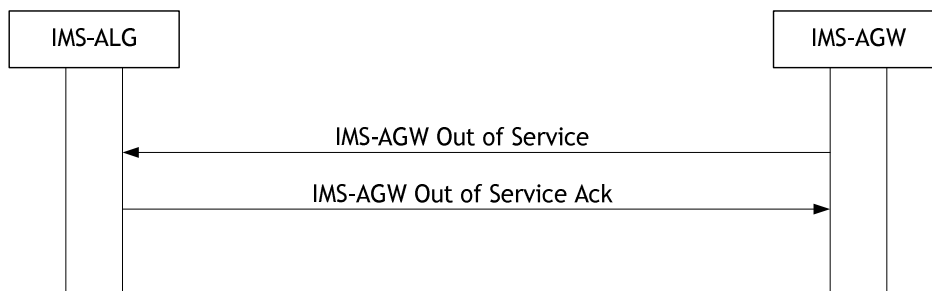 IMS-ALG
IMS-AGW
IMS-AGW Out of Service
IMS-AGW Out of Service Ack